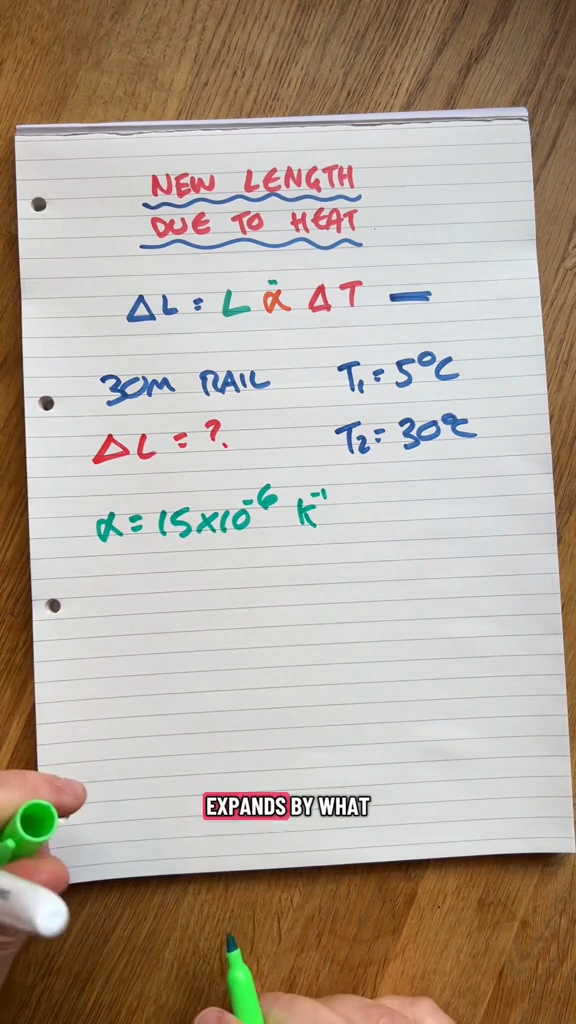 NEW LENGTH
DUE TO HEAT
ΔL = L α ΔT
30M RAIL
T₁ = 5°C
ΔL = ?
T₂ = 30°C
α = 15×10⁻⁶ K⁻¹
EXPANDS BY WHAT